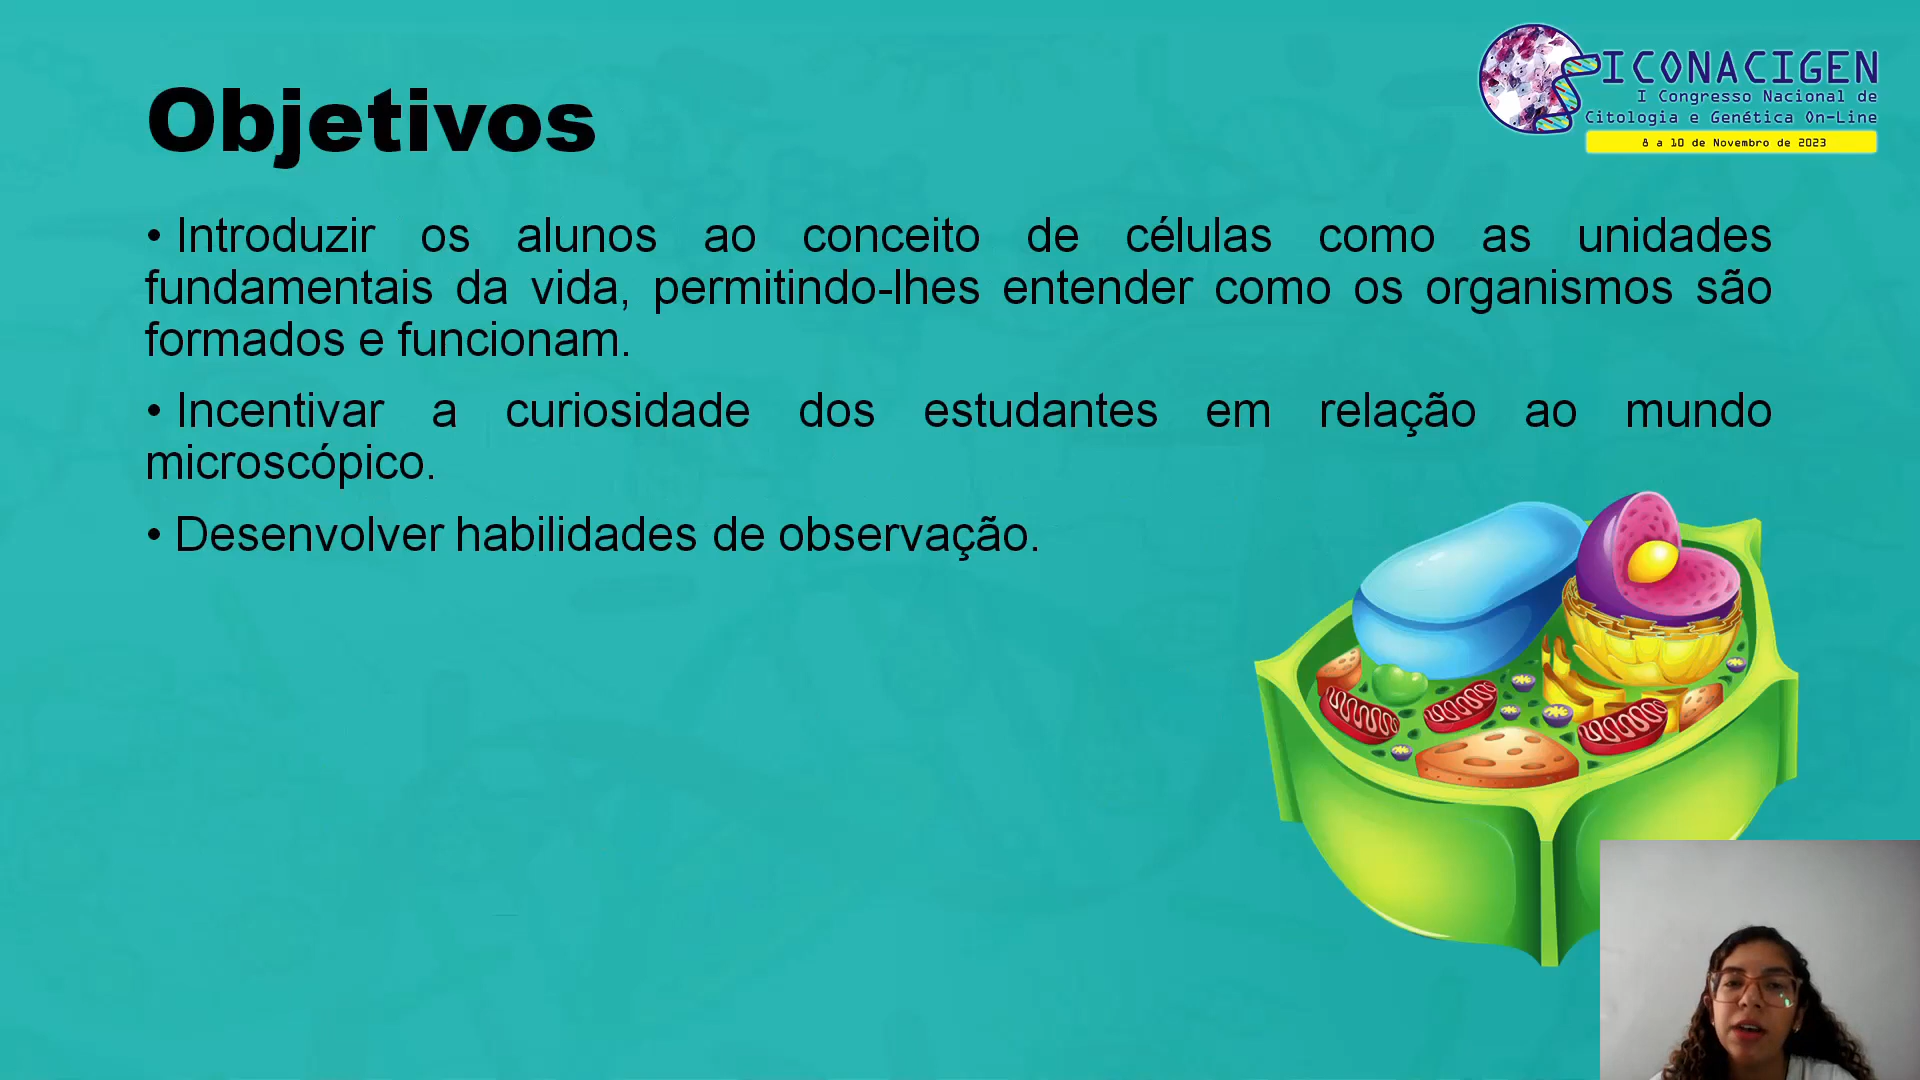 ICONACIGEN
I Congresso Nacional de
Citologia e Genética On-Line
8 a 10 de Novembro de 2023
Objetivos
• Introduzir os alunos ao conceito de células como as unidades
fundamentais da vida, permitindo-lhes entender como os organismos são
formados e funcionam.
• Incentivar a curiosidade dos estudantes em relação ao mundo
microscópico.
• Desenvolver habilidades de observação.